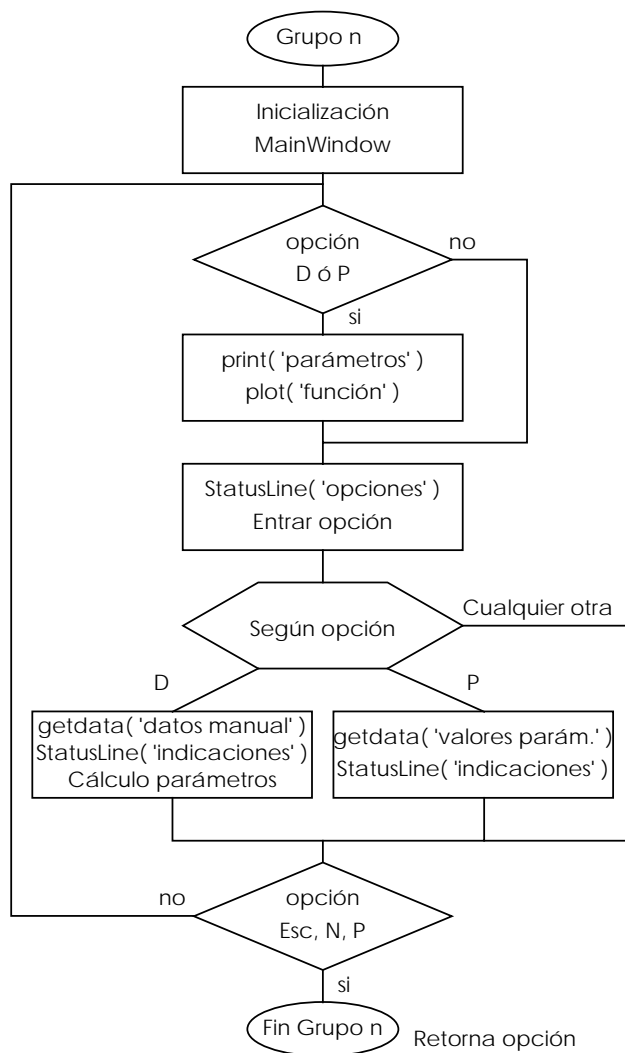 Grupo n
Inicialización
MainWindow
opción
D ó P
no
si
print( 'parámetros' )
plot( 'función' )
StatusLine( 'opciones' )
Entrar opción
Según opción
Cualquier otra
D
P
getdata( 'datos manual' )
StatusLine( 'indicaciones' )
Cálculo parámetros
getdata( 'valores parám.' )
StatusLine( 'indicaciones' )
no
opción
Esc, N, P
si
Fin Grupo n
Retorna opción